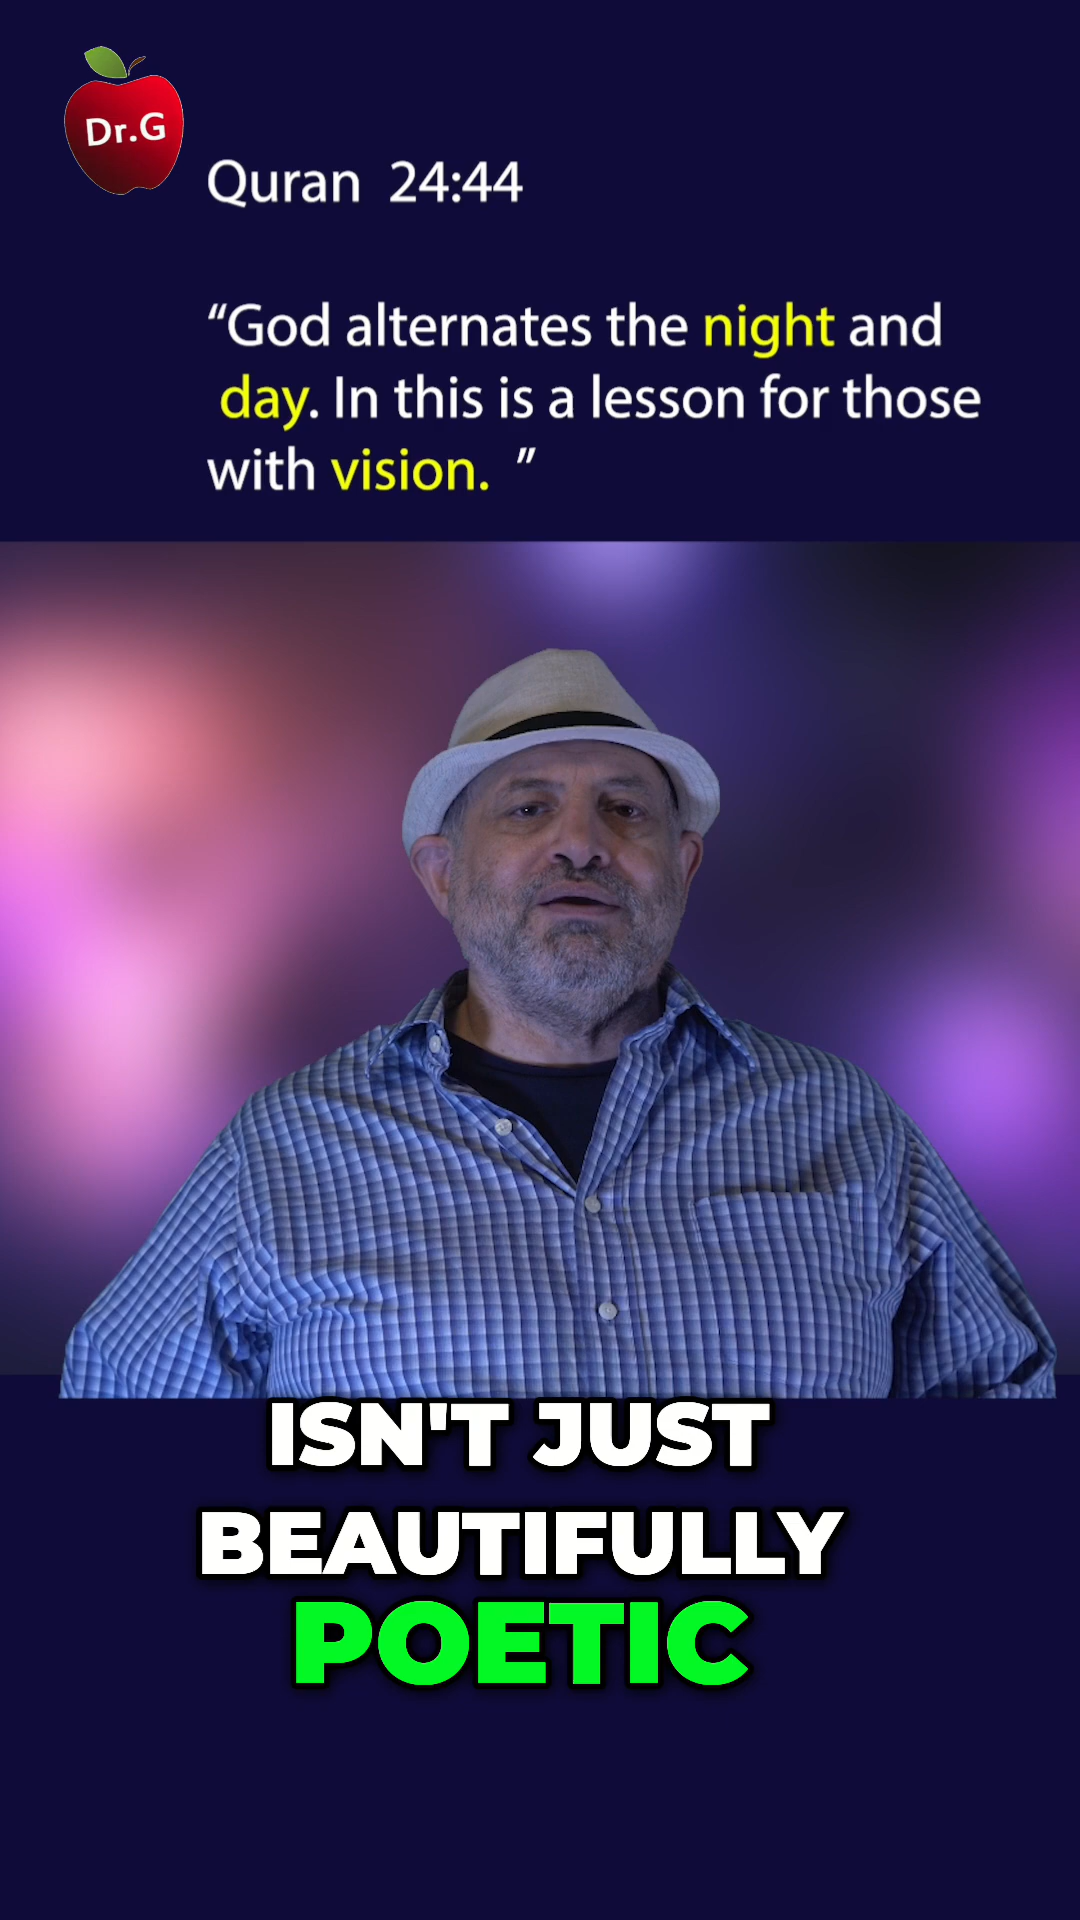 Dr.G
Quran 24:44
“God alternates the night and
day. In this is a lesson for those
with vision. ”
ISN'T JUST
BEAUTIFULLY
POETIC